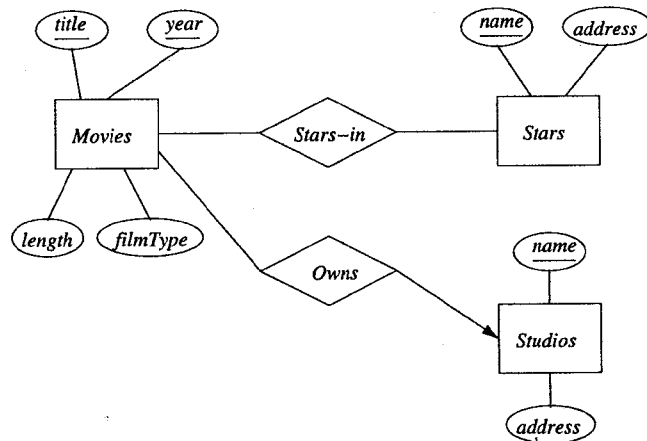 title
year
name
address
Movies
Stars-in
Stars
length
filmType
name
Owns
Studios
address